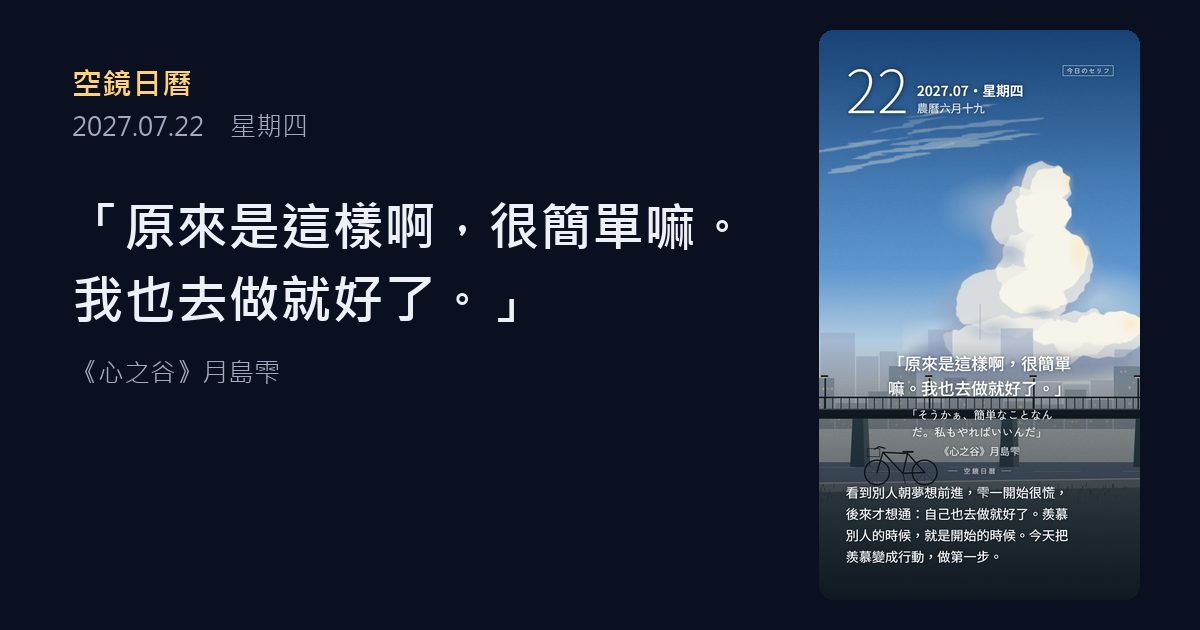 空鏡日曆
2027.07.22 星期四
「原來是這樣啊，很簡單嘛。
我也去做就好了。」
《心之谷》月島雫
22
2027.07・星期四
農曆六月十九
今日のセリフ
「原來是這樣啊，很簡單
嘛。我也去做就好了。」
「そうかぁ、簡単なことなん
だ。私もやればいいんだ」
《心之谷》月島雫
— 空鏡日曆 —
看到別人朝夢想前進，雫一開始很慌，
後來才想通：自己也去做就好了。羨慕
別人的時候，就是開始的時候。今天把
羨慕變成行動，做第一步。